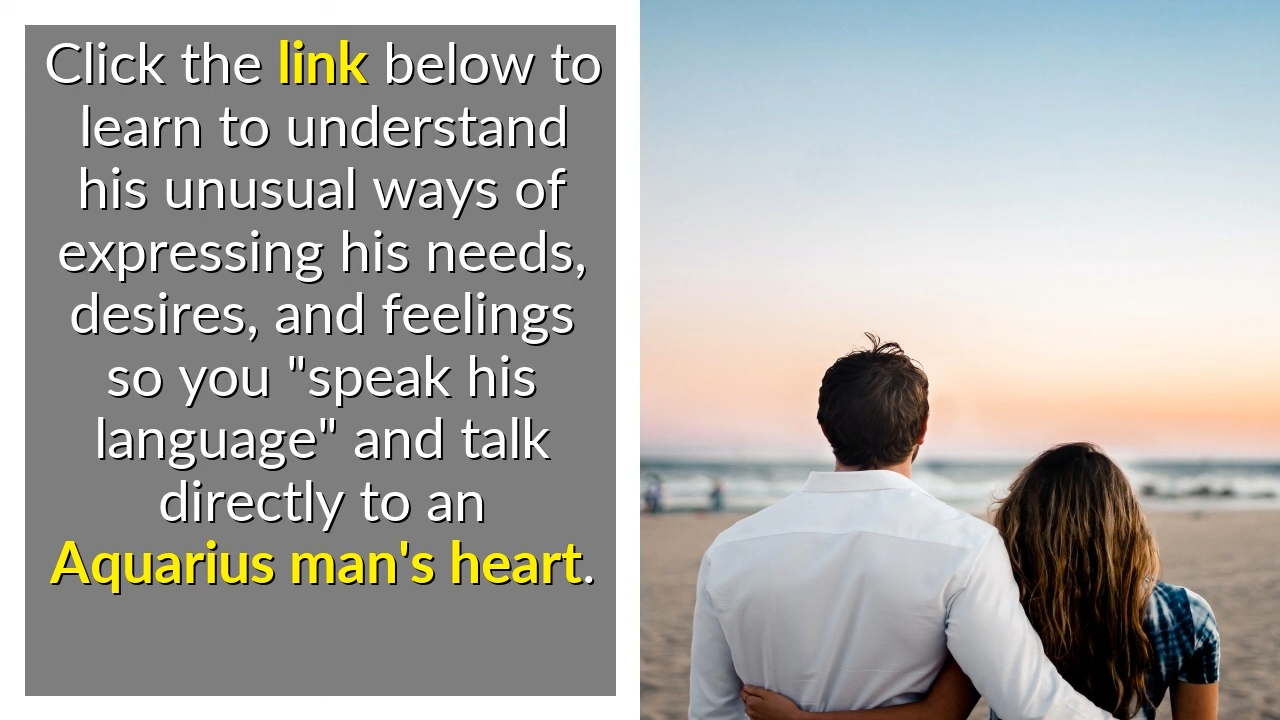 Click the link below to
learn to understand
his unusual ways of
expressing his needs,
desires, and feelings
so you "speak his
language" and talk
directly to an
Aquarius man's heart.